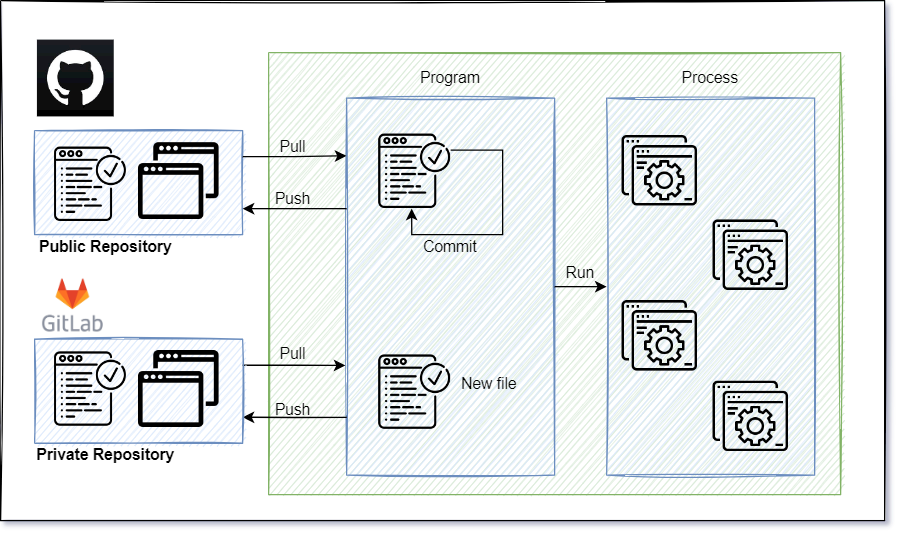 Program
Process
Pull
Push
Commit
Public Repository
Run
GitLab
Pull
New file
Push
Private Repository